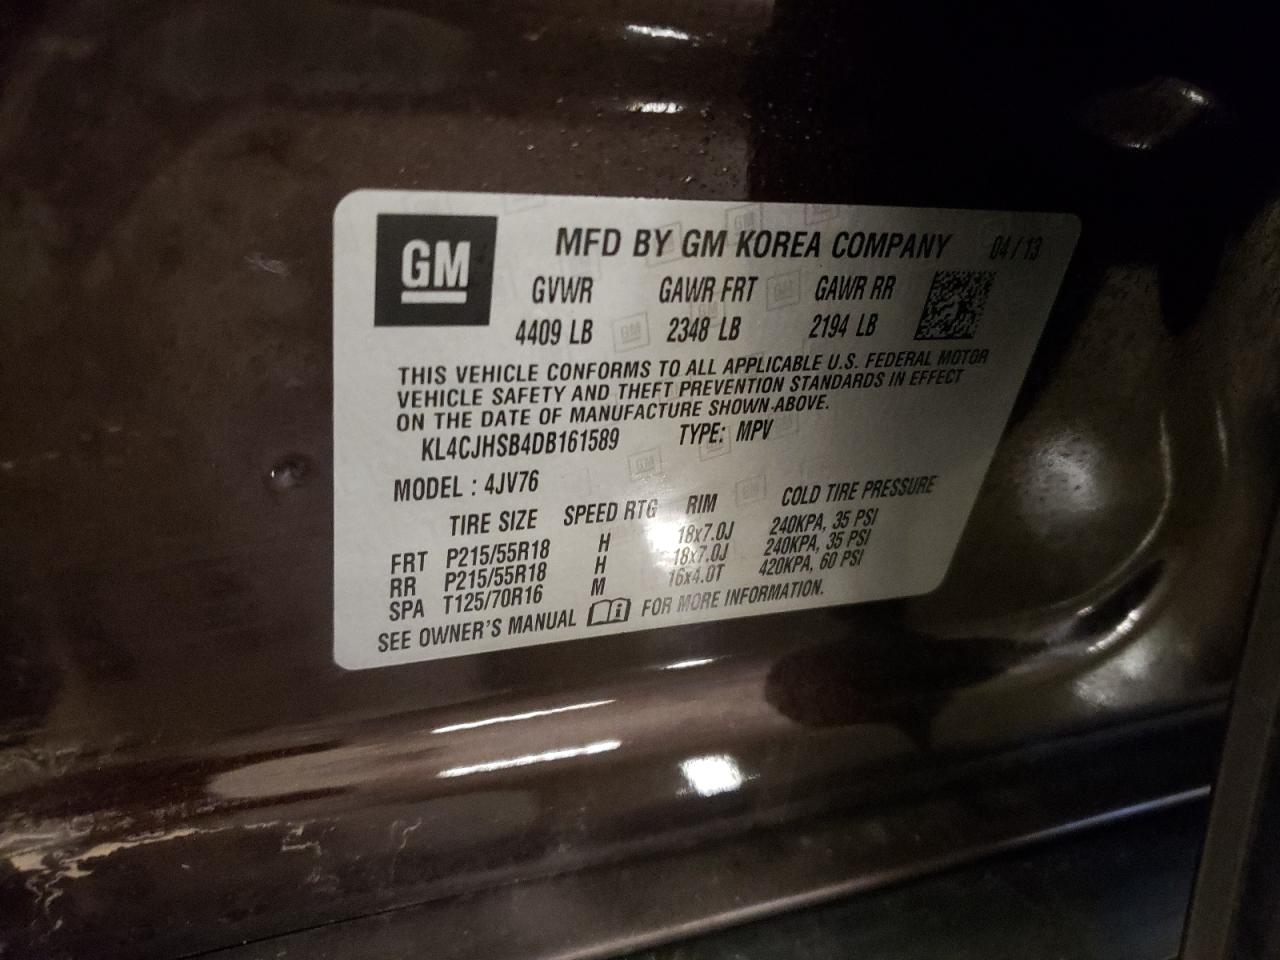 GM
MFD BY GM KOREA COMPANY 04/13
GVWR GAWR FRT GAWR RR
4409 LB 2348 LB 2194 LB
THIS VEHICLE CONFORMS TO ALL APPLICABLE U.S. FEDERAL MOTOR
VEHICLE SAFETY AND THEFT PREVENTION STANDARDS IN EFFECT
ON THE DATE OF MANUFACTURE SHOWN ABOVE.
KL4CJHSB4DB161589 TYPE: MPV
MODEL : 4JV76
TIRE SIZE SPEED RTG RIM COLD TIRE PRESSURE
FRT P215/55R18 H 18x7.0J 240KPA, 35 PSI
RR P215/55R18 H 18x7.0J 240KPA, 35 PSI
SPA T125/70R16 M 16x4.0T 420KPA, 60 PSI
SEE OWNER'S MANUAL FOR MORE INFORMATION.